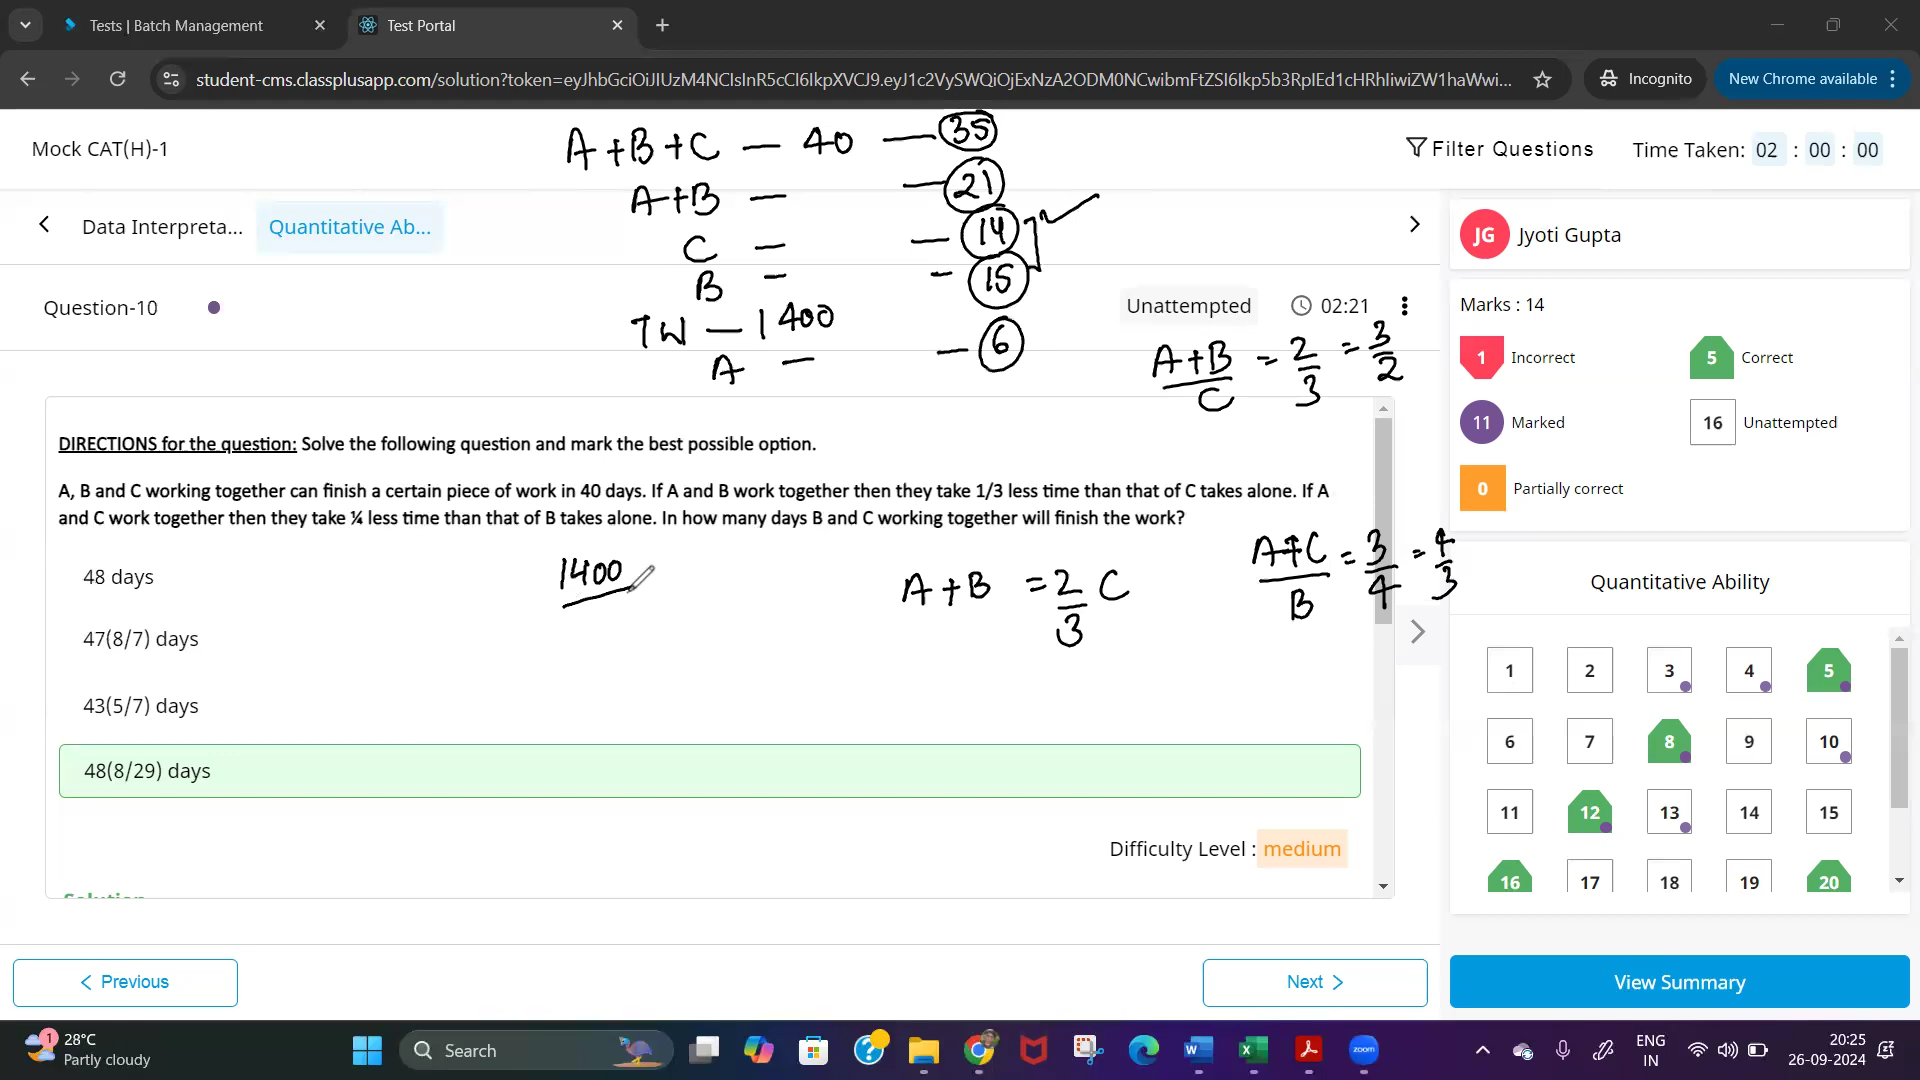 Tests | Batch Management
Test Portal
student-cms.classplusapp.com/solution?token=eyJhbGciOiJIUzM4NCIsInR5cCI6IkpXVCJ9.eyJ1c2VySWQiOjExNzA2ODM0NCwibmFtZSI6Ikp5b3RpIEd1cHRhIiwiZW1haWwi...
Incognito
New Chrome available
Mock CAT(H)-1
A+B+C — 40 — 35
Filter Questions
Time Taken: 02 : 00 : 00
A+B — — 21
Data Interpreta...
Quantitative Ab...
C — — 14
B — — 15
JG
Jyoti Gupta
Question-10
TW — 1400
Unattempted
02:21
A — — 6
A+B/C = 2/3 = 3/2
Marks : 14
1 Incorrect
5 Correct
11 Marked
16 Unattempted
0 Partially correct
DIRECTIONS for the question: Solve the following question and mark the best possible option.
A, B and C working together can finish a certain piece of work in 40 days. If A and B work together then they take 1/3 less time than that of C takes alone. If A
and C work together then they take ¼ less time than that of B takes alone. In how many days B and C working together will finish the work?
48 days
1400
A+B = 2/3 C
A+C/B = 3/4 = 4/3
47(8/7) days
43(5/7) days
48(8/29) days
Difficulty Level : medium
Solution
Quantitative Ability
1 2 3 4 5
6 7 8 9 10
11 12 13 14 15
16 17 18 19 20
Previous
Next
View Summary
1
28°C
Partly cloudy
Search
zoom
ENG
IN
20:25
26-09-2024